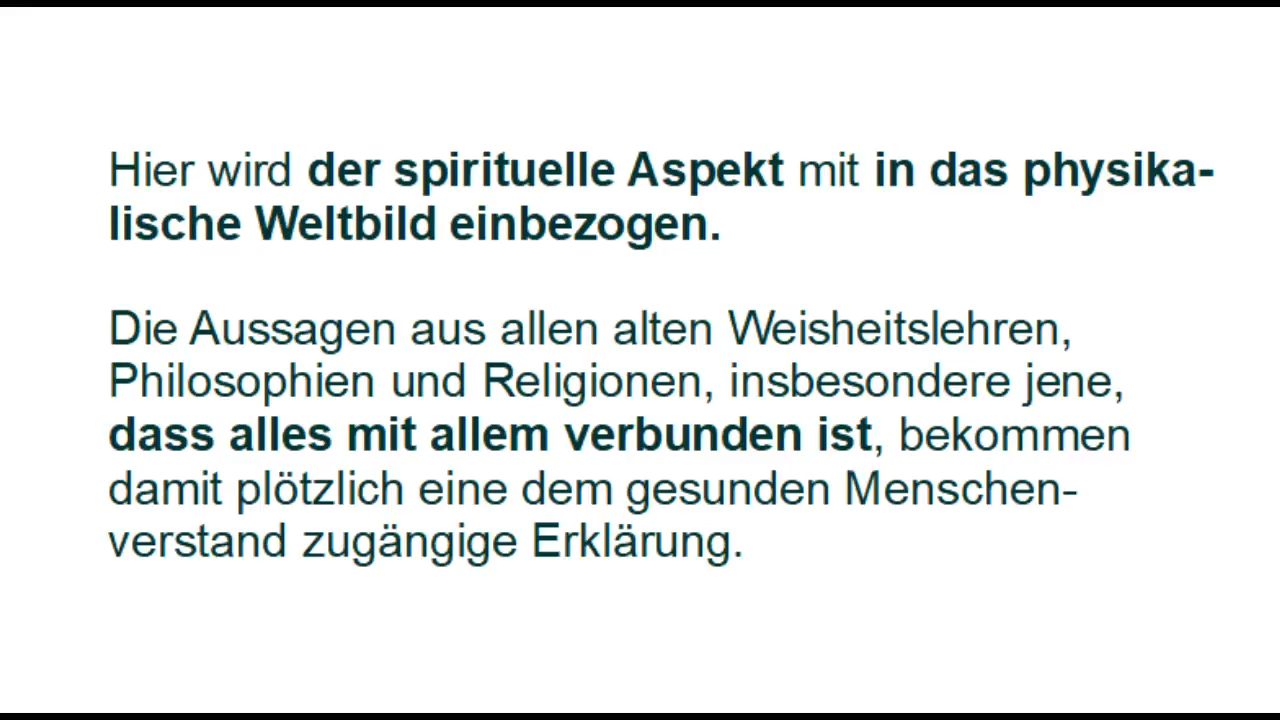 Hier wird der spirituelle Aspekt mit in das physika-
lische Weltbild einbezogen.
Die Aussagen aus allen alten Weisheitslehren,
Philosophien und Religionen, insbesondere jene,
dass alles mit allem verbunden ist, bekommen
damit plötzlich eine dem gesunden Menschen-
verstand zugängige Erklärung.